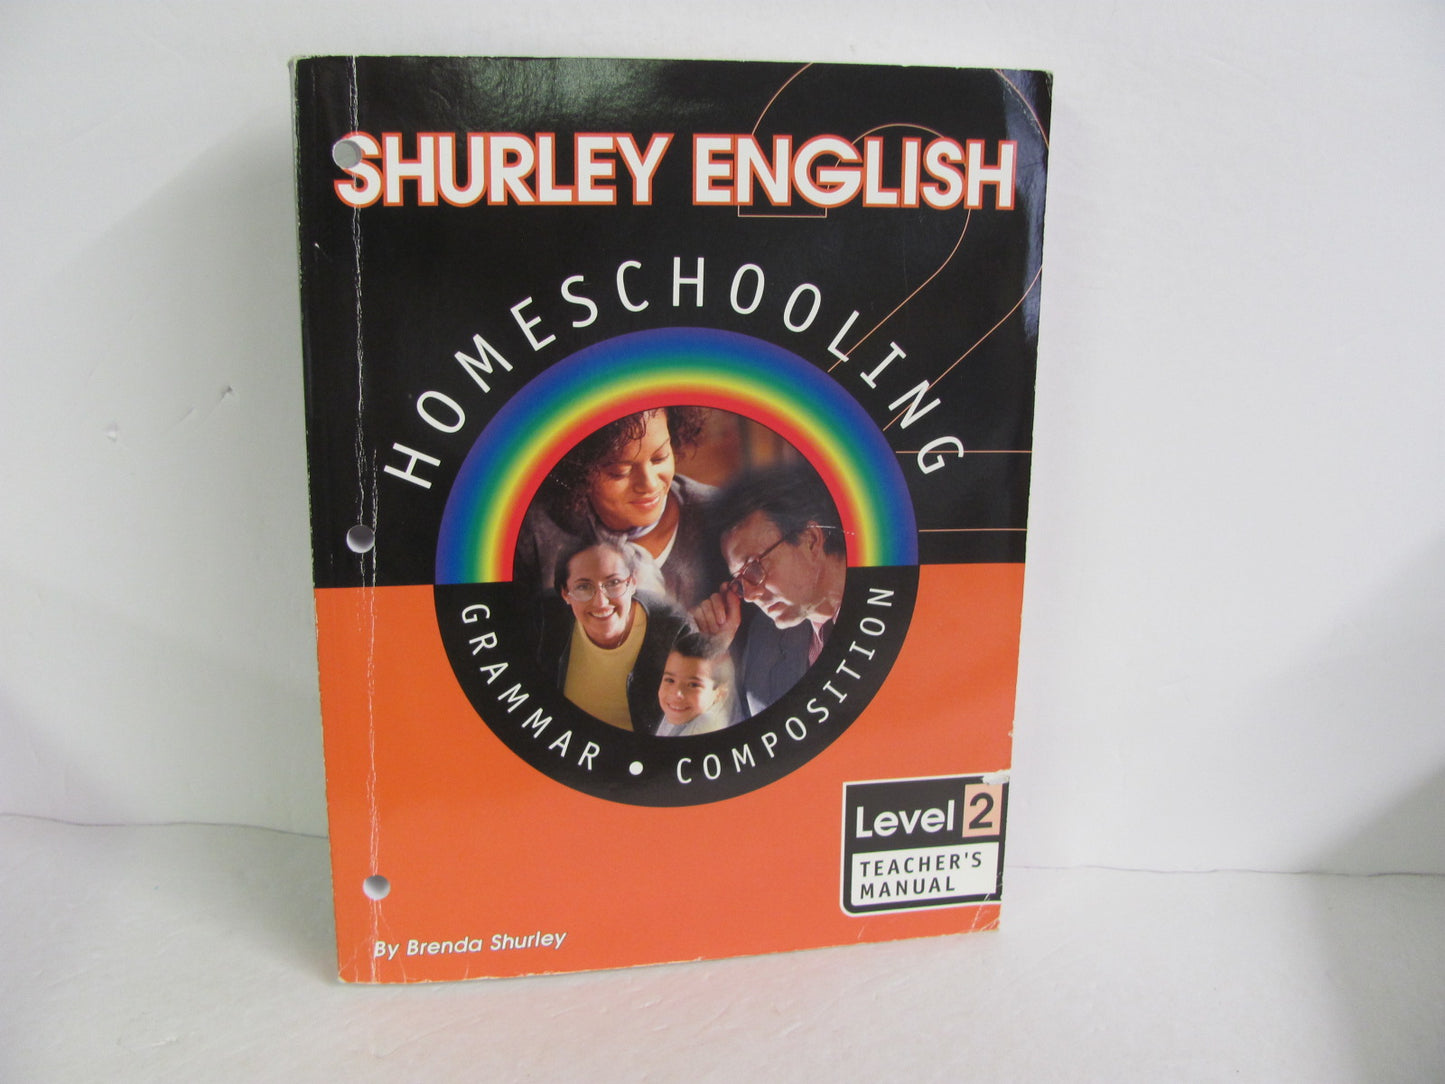 SHURLEY ENGLISH
HOMESCHOOLING
GRAMMAR • COMPOSITION
Level 2
TEACHER'S
MANUAL
By Brenda Shurley